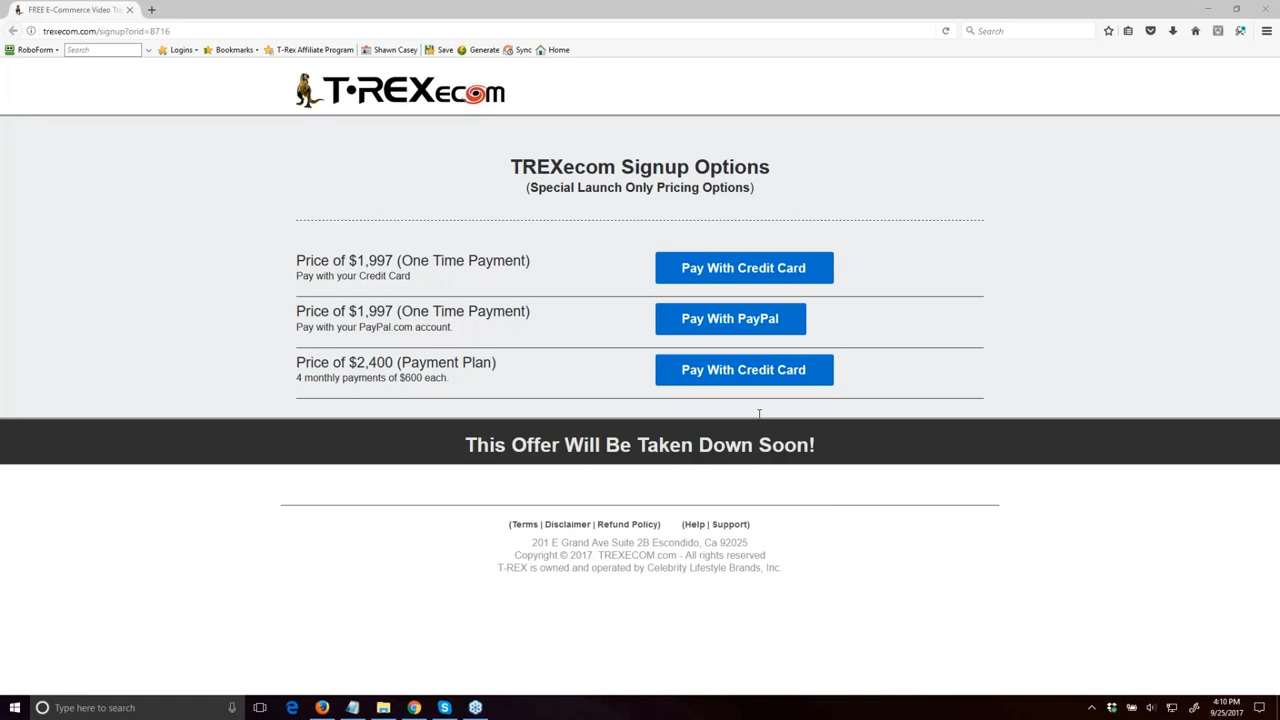 FREE E-Commerce Video Tra
trexecom.com/signup?orid=8716
Search
RoboForm
Search
Logins
Bookmarks
T-Rex Affiliate Program
Shawn Casey
Save
Generate
Sync
Home
T•REXecom
TREXecom Signup Options
(Special Launch Only Pricing Options)
Price of $1,997 (One Time Payment)
Pay with your Credit Card
Pay With Credit Card
Price of $1,997 (One Time Payment)
Pay with your PayPal.com account.
Pay With PayPal
Price of $2,400 (Payment Plan)
4 monthly payments of $600 each.
Pay With Credit Card
This Offer Will Be Taken Down Soon!
(Terms | Disclaimer | Refund Policy) (Help | Support)
201 E Grand Ave Suite 2B Escondido, Ca 92025
Copyright © 2017. TREXECOM.com - All rights reserved
T-REX is owned and operated by Celebrity Lifestyle Brands, Inc.
Type here to search
4:10 PM
9/25/2017